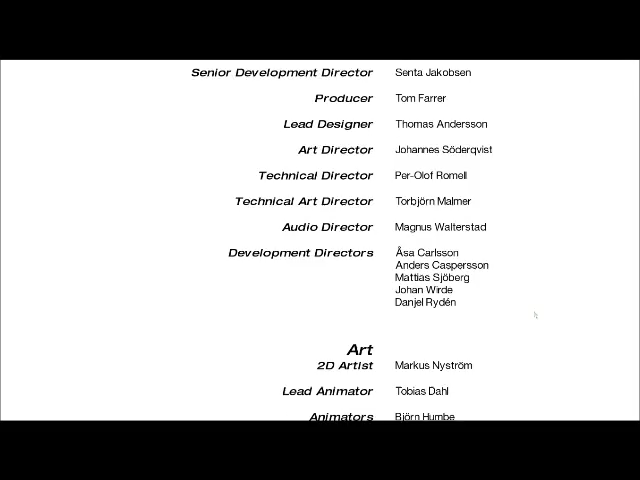 Senior Development Director Senta Jakobsen
Producer Tom Farrer
Lead Designer Thomas Andersson
Art Director Johannes Söderqvist
Technical Director Per-Olof Romell
Technical Art Director Torbjörn Malmer
Audio Director Magnus Walterstad
Development Directors Åsa Carlsson
Anders Caspersson
Mattias Sjöberg
Johan Wirde
Danjel Rydén
Art
2D Artist Markus Nyström
Lead Animator Tobias Dahl
Animators Björn Humbe